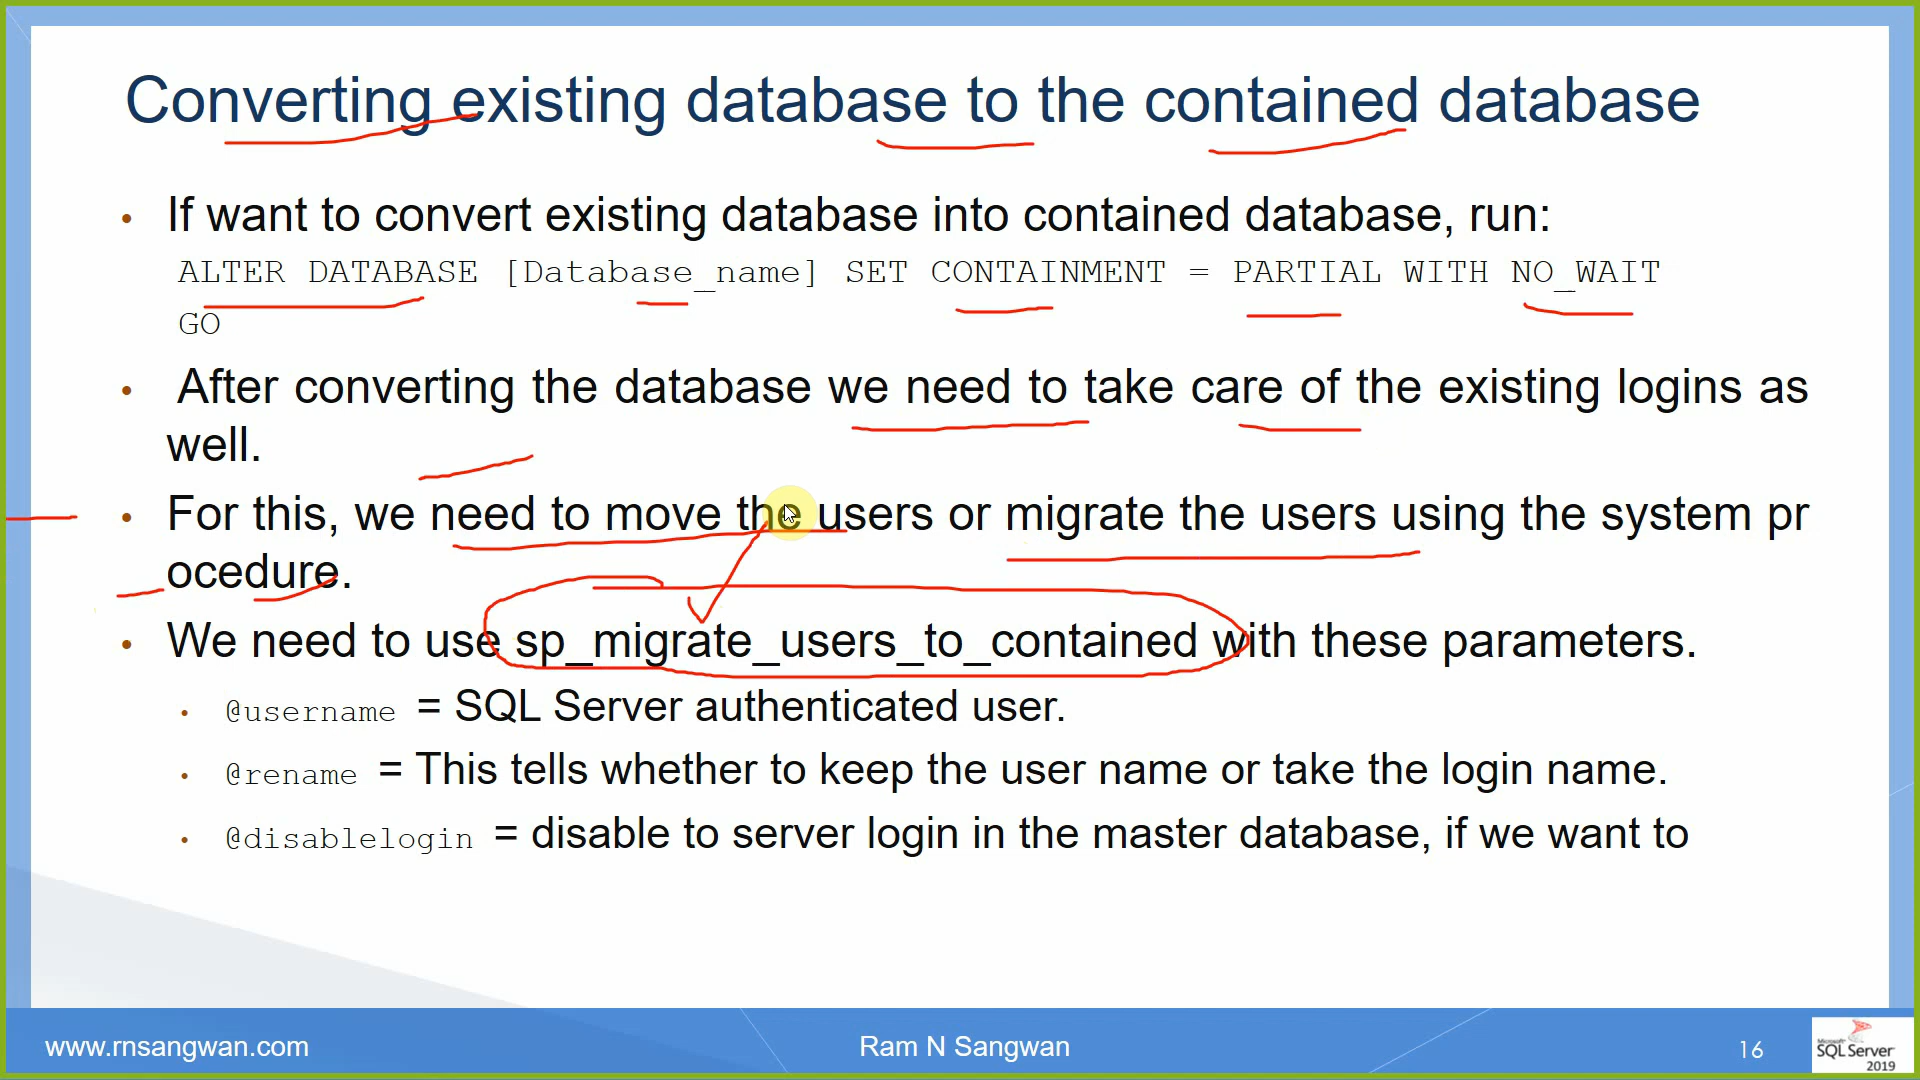 Converting existing database to the contained database
• If want to convert existing database into contained database, run:
ALTER DATABASE [Database_name] SET CONTAINMENT = PARTIAL WITH NO_WAIT
GO
• After converting the database we need to take care of the existing logins as
well.
• For this, we need to move the users or migrate the users using the system pr
ocedure.
• We need to use sp_migrate_users_to_contained with these parameters.
• @username = SQL Server authenticated user.
• @rename = This tells whether to keep the user name or take the login name.
• @disablelogin = disable to server login in the master database, if we want to
www.rnsangwan.com
Ram N Sangwan
16
Microsoft
SQL Server
2019